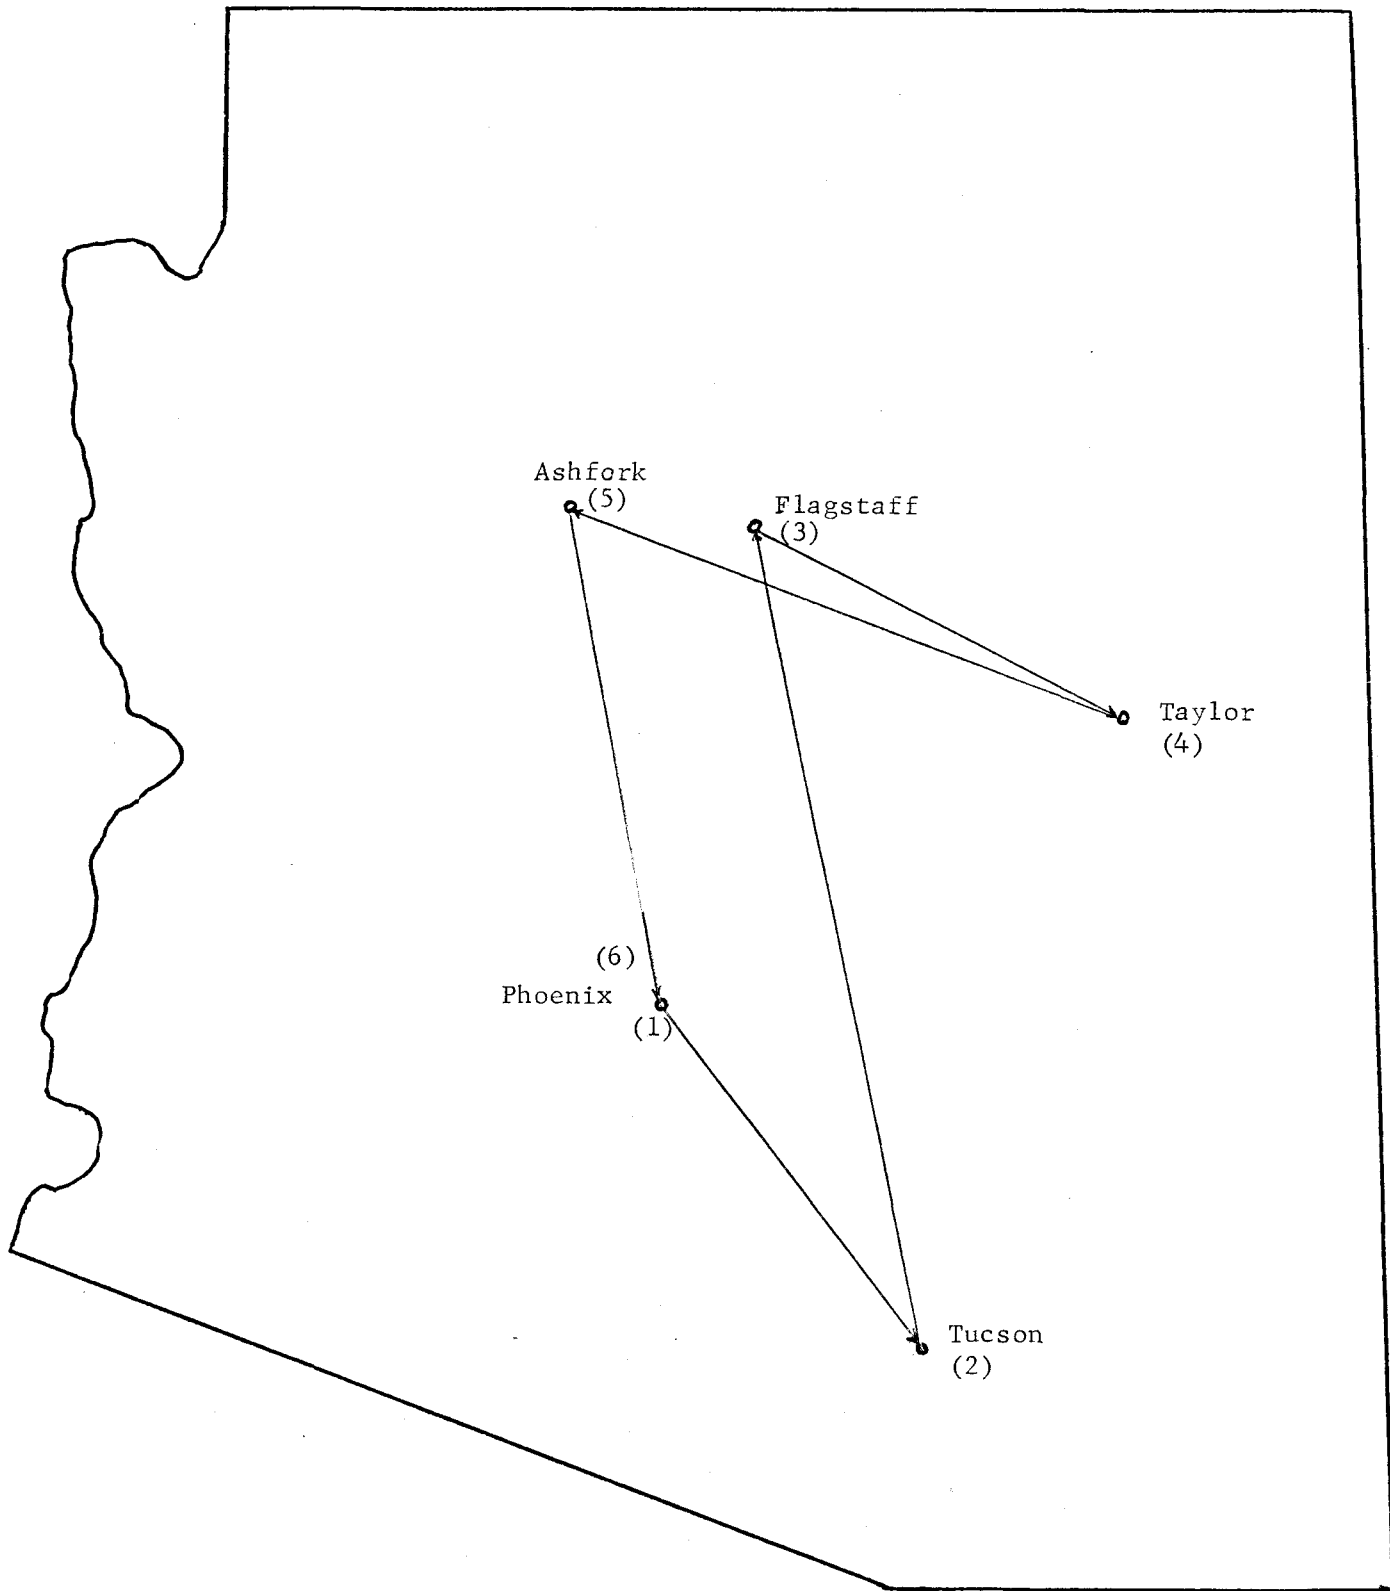 Ashfork
(5)
Flagstaff
(3)
Taylor
(4)
(6)
Phoenix
(1)
Tucson
(2)